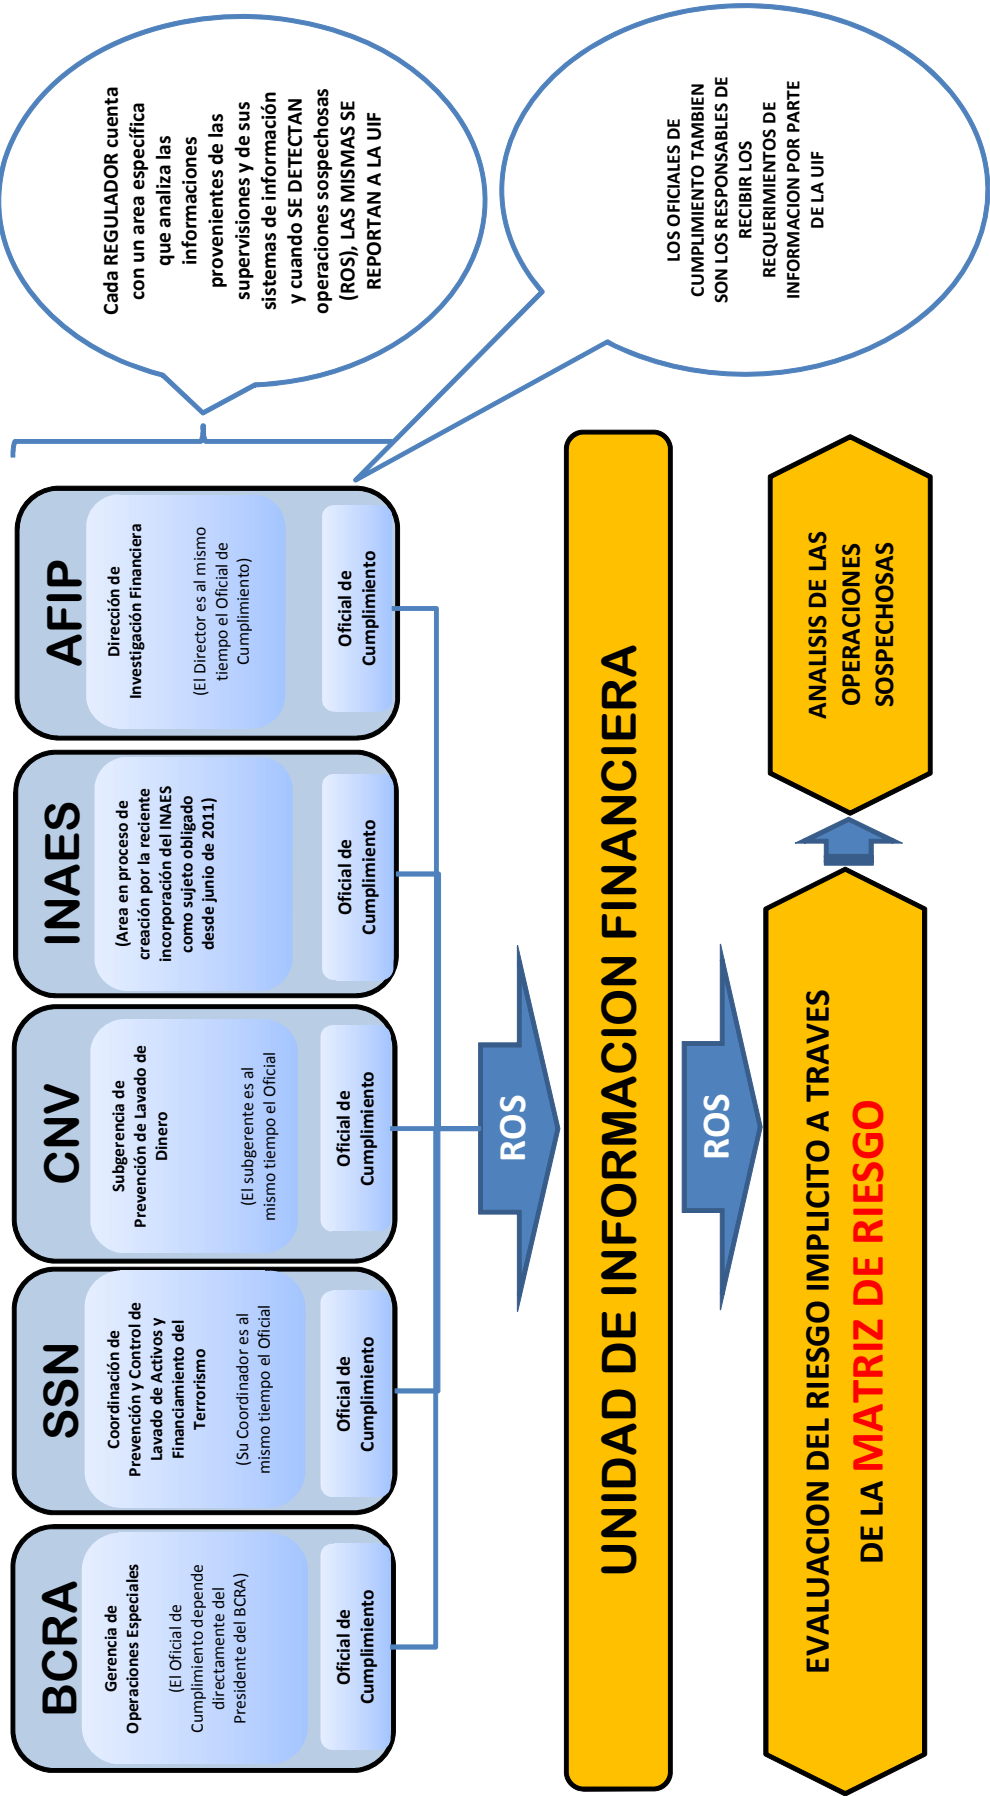 BCRA
Gerencia de
Operaciones Especiales
(El Oficial de
Cumplimiento depende
directamente del
Presidente del BCRA)
Oficial de
Cumplimiento
SSN
Coordinación de
Prevención y Control de
Lavado de Activos y
Financiamiento del
Terrorismo
(Su Coordinador es al
mismo tiempo el Oficial
Oficial de
Cumplimiento
CNV
Subgerencia de
Prevención de Lavado de
Dinero
(El subgerente es al
mismo tiempo el Oficial
Oficial de
Cumplimiento
INAES
(Area en proceso de
creación por la reciente
incorporación del INAES
como sujeto obligado
desde junio de 2011)
Oficial de
Cumplimiento
AFIP
Dirección de
Investigación Financiera
(El Director es al mismo
tiempo el Oficial de
Cumplimiento)
Oficial de
Cumplimiento
Cada REGULADOR cuenta
con un area específica
que analiza las
informaciones
provenientes de las
supervisiones y de sus
sistemas de información
y cuando SE DETECTAN
operaciones sospechosas
(ROS), LAS MISMAS SE
REPORTAN A LA UIF
LOS OFICIALES DE
CUMPLIMIENTO TAMBIEN
SON LOS RESPONSABLES DE
RECIBIR LOS
REQUERIMIENTOS DE
INFORMACION POR PARTE
DE LA UIF
ROS
UNIDAD DE INFORMACION FINANCIERA
ROS
EVALUACION DEL RIESGO IMPLICITO A TRAVES
DE LA MATRIZ DE RIESGO
ANALISIS DE LAS
OPERACIONES
SOSPECHOSAS